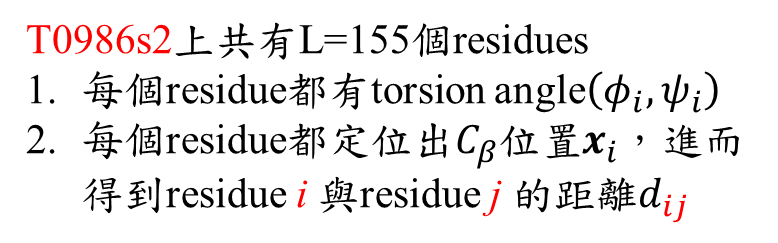 T0986s2上共有L=155個residues
1. 每個residue都有torsion angle(ϕᵢ,ψᵢ)
2. 每個residue都定位出Cᵦ位置𝒙ᵢ，進而
得到residue i 與residue j 的距離dᵢⱼ